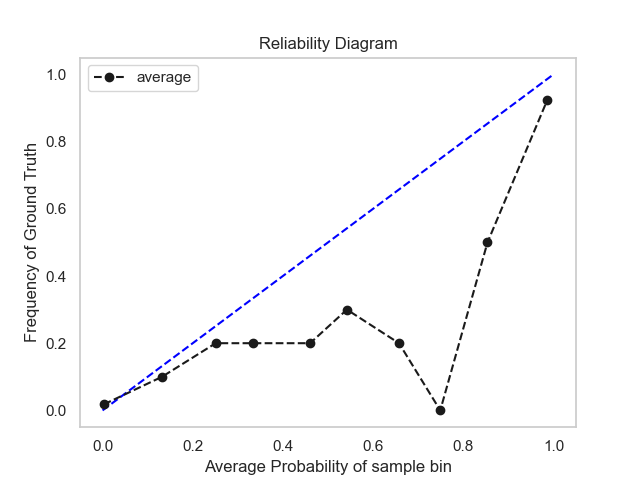 Reliability Diagram
average
Frequency of Ground Truth
1.0
0.8
0.6
0.4
0.2
0.0
0.0 0.2 0.4 0.6 0.8 1.0
Average Probability of sample bin